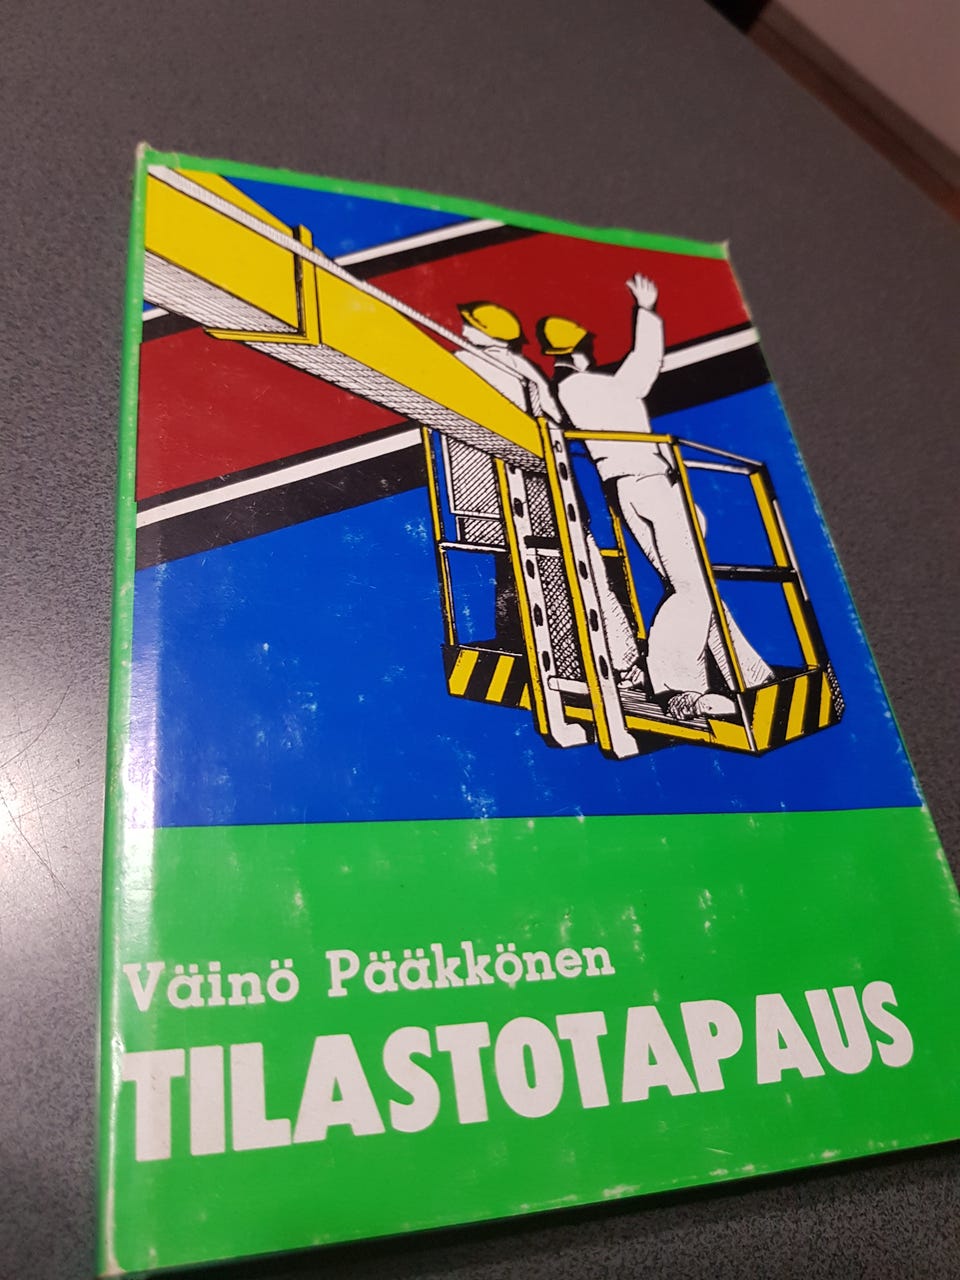 Väinö Pääkkönen
TILASTOTAPAUS